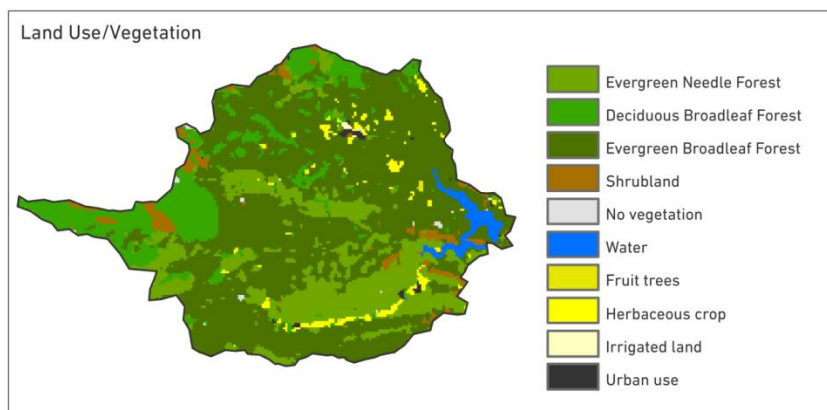 Land Use/Vegetation
Evergreen Needle Forest
Deciduous Broadleaf Forest
Evergreen Broadleaf Forest
Shrubland
No vegetation
Water
Fruit trees
Herbaceous crop
Irrigated land
Urban use